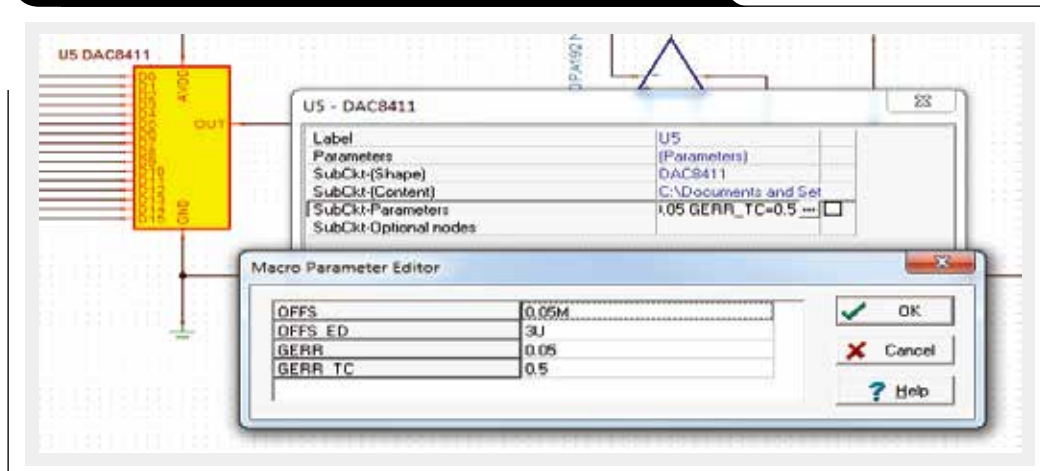 U5 DAC8411
AVDD
OUT
GND
D10
OPA192
U5 - DAC8411
Label U5
Parameters (Parameters)
SubCkt-(Shape) DAC8411
SubCkt-(Content) C:\Documents and Set
SubCkt-Parameters .05 GERR_TC=0.5 ...
SubCkt-Optional nodes
Macro Parameter Editor
OFFS 0.05M
OFFS_ED 3U
GERR 0.05
GERR_TC 0.5
OK
Cancel
? Help